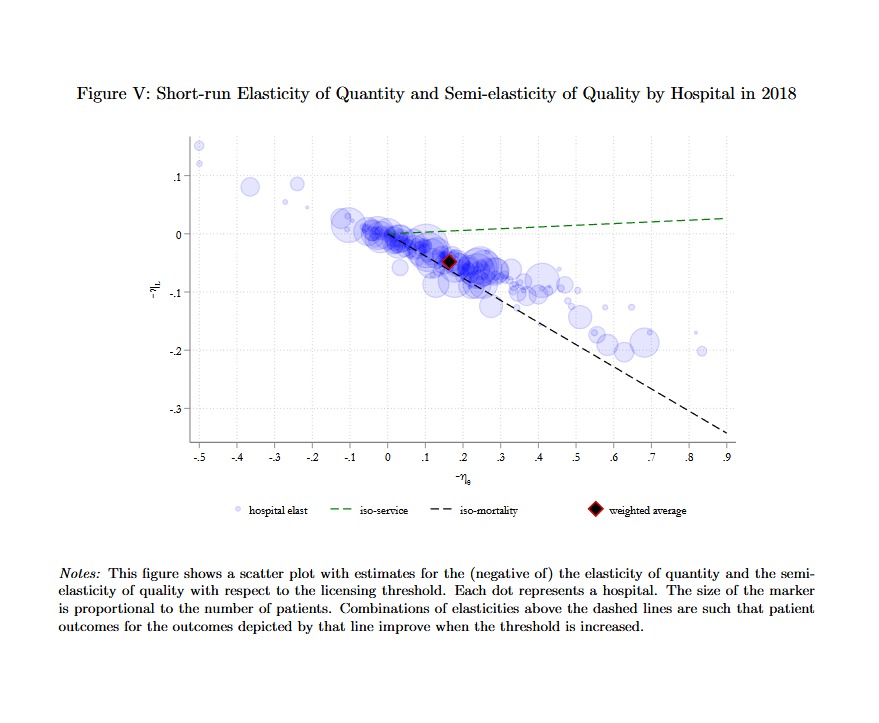 Figure V: Short-run Elasticity of Quantity and Semi-elasticity of Quality by Hospital in 2018
.1
0
-.1
-.2
-.3
-.5 -.4 -.3 -.2 -.1 0 .1 .2 .3 .4 .5 .6 .7 .8 .9
hospital elast iso-service iso-mortality weighted average
Notes: This figure shows a scatter plot with estimates for the (negative of) the elasticity of quantity and the semi-
elasticity of quality with respect to the licensing threshold. Each dot represents a hospital. The size of the marker
is proportional to the number of patients. Combinations of elasticities above the dashed lines are such that patient
outcomes for the outcomes depicted by that line improve when the threshold is increased.